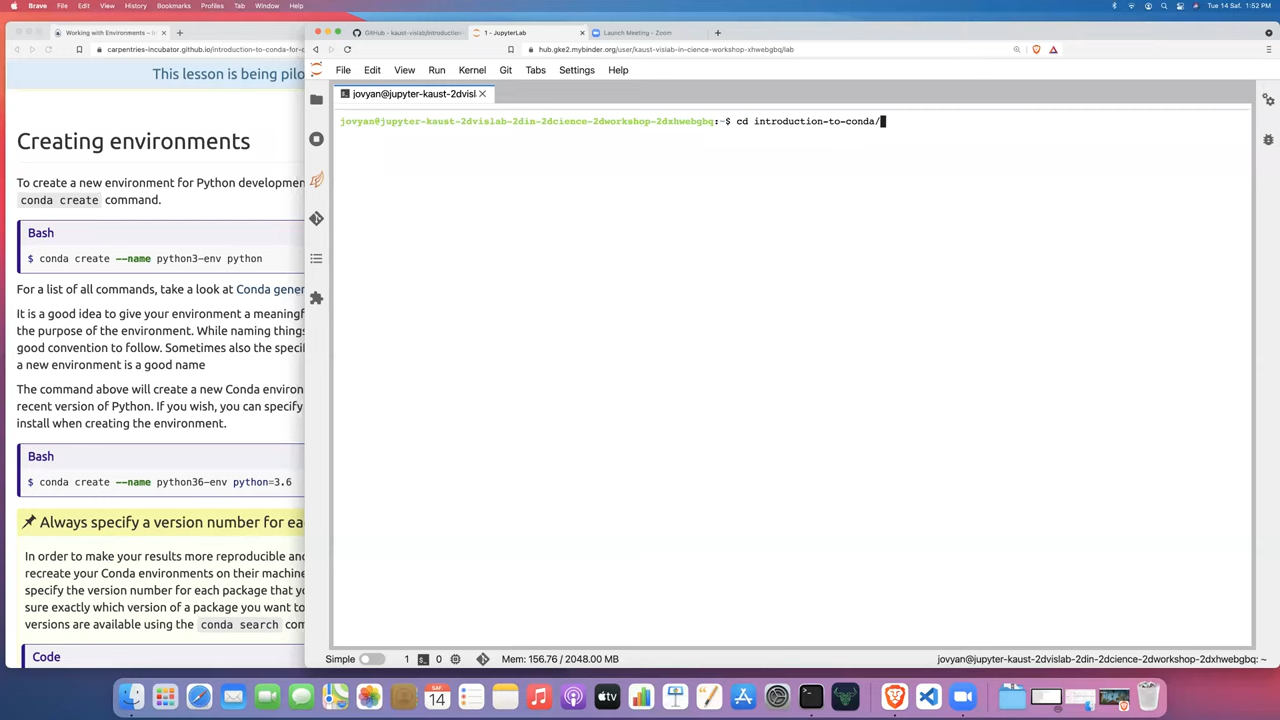 Brave File Edit View History Bookmarks Profiles Tab Window Help
Tue 14 Saf. 1:52 PM
Working with Environments – In
carpentries-incubator.github.io/introduction-to-conda-for-d
This lesson is being pilo
Creating environments
To create a new environment for Python developmen
conda create command.
Bash
$ conda create --name python3-env python
For a list of all commands, take a look at Conda gener
It is a good idea to give your environment a meaningf
the purpose of the environment. While naming things
good convention to follow. Sometimes also the specif
a new environment is a good name
The command above will create a new Conda environ
recent version of Python. If you wish, you can specify
install when creating the environment.
Bash
$ conda create --name python36-env python=3.6
Always specify a version number for ea
In order to make your results more reproducible and
recreate your Conda environments on their machine
specify the version number for each package that yo
sure exactly which version of a package you want to
versions are available using the conda search com
Code
GitHub - kaust-vislab/introduction-
1 - JupyterLab
Launch Meeting - Zoom
hub.gke2.mybinder.org/user/kaust-vislab-in-cience-workshop-xhwebgbq/lab
File Edit View Run Kernel Git Tabs Settings Help
jovyan@jupyter-kaust-2dvisl
jovyan@jupyter-kaust-2dvislab-2din-2dcience-2dworkshop-2dxhwebgbq:~$ cd introduction-to-conda/
Simple 1 0 Mem: 156.76 / 2048.00 MB
jovyan@jupyter-kaust-2dvislab-2din-2dcience-2dworkshop-2dxhwebgbq: ~